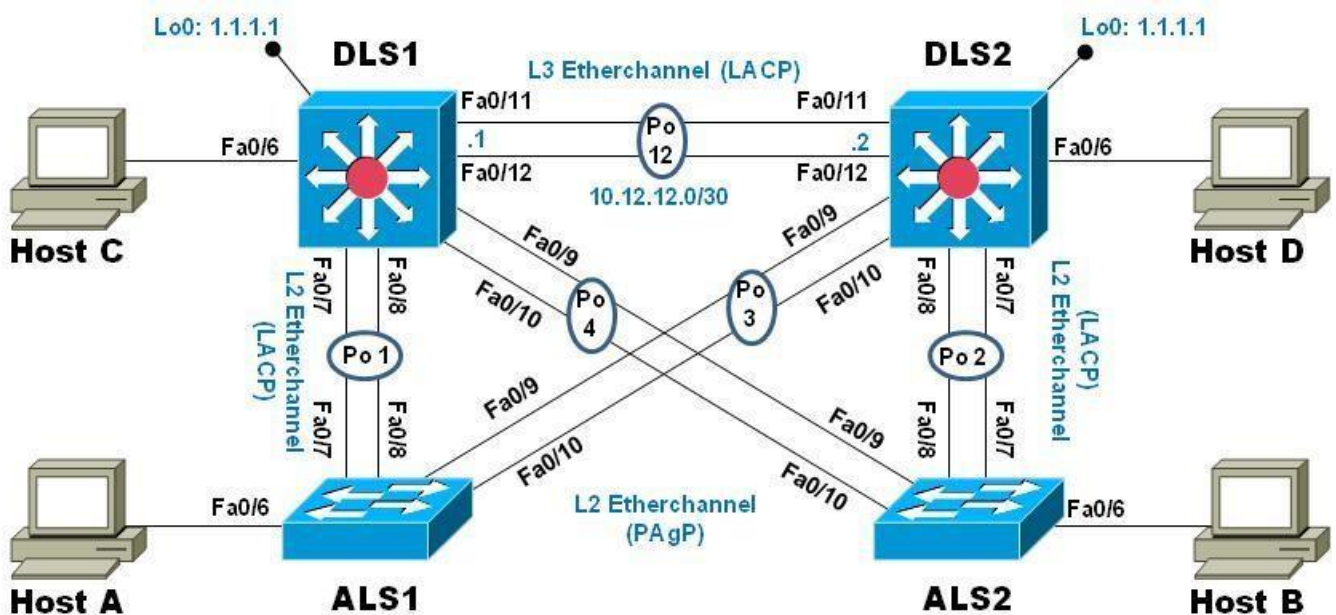 Lo0: 1.1.1.1
Lo0: 1.1.1.1
DLS1
DLS2
L3 Etherchannel (LACP)
Fa0/11
Fa0/11
Po
12
.1
.2
Fa0/6
Fa0/6
Fa0/12
Fa0/12
10.12.12.0/30
Host C
Host D
Fa0/9
Fa0/9
Fa0/10
Fa0/10
Fa0/7
Fa0/8
Fa0/8
Fa0/7
L2 Etherchannel
(LACP)
L2 Etherchannel
(LACP)
Po
4
Po
3
Po 1
Po 2
Fa0/7
Fa0/8
Fa0/9
Fa0/10
Fa0/9
Fa0/10
Fa0/8
Fa0/7
L2 Etherchannel
(PAgP)
Fa0/6
Fa0/6
Host A
ALS1
ALS2
Host B